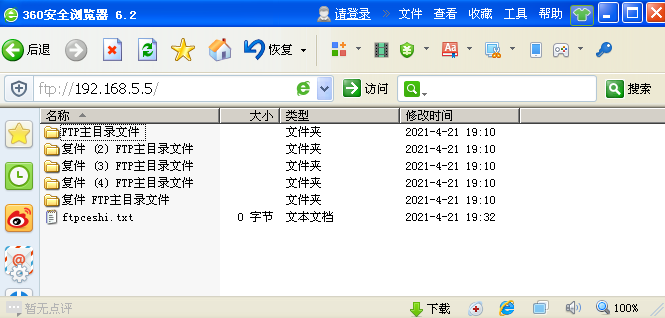 360安全浏览器 6.2 请登录 文件 查看 收藏 工具 帮助
后退 恢复
ftp://192.168.5.5/ 访问 搜索
名称 大小 类型 修改时间
FTP主目录文件 文件夹 2021-4-21 19:10
复件 (2) FTP主目录文件 文件夹 2021-4-21 19:10
复件 (3) FTP主目录文件 文件夹 2021-4-21 19:10
复件 (4) FTP主目录文件 文件夹 2021-4-21 19:10
复件 FTP主目录文件 文件夹 2021-4-21 19:10
ftpceshi.txt 0 字节 文本文档 2021-4-21 19:32
暂无点评 下载 100%